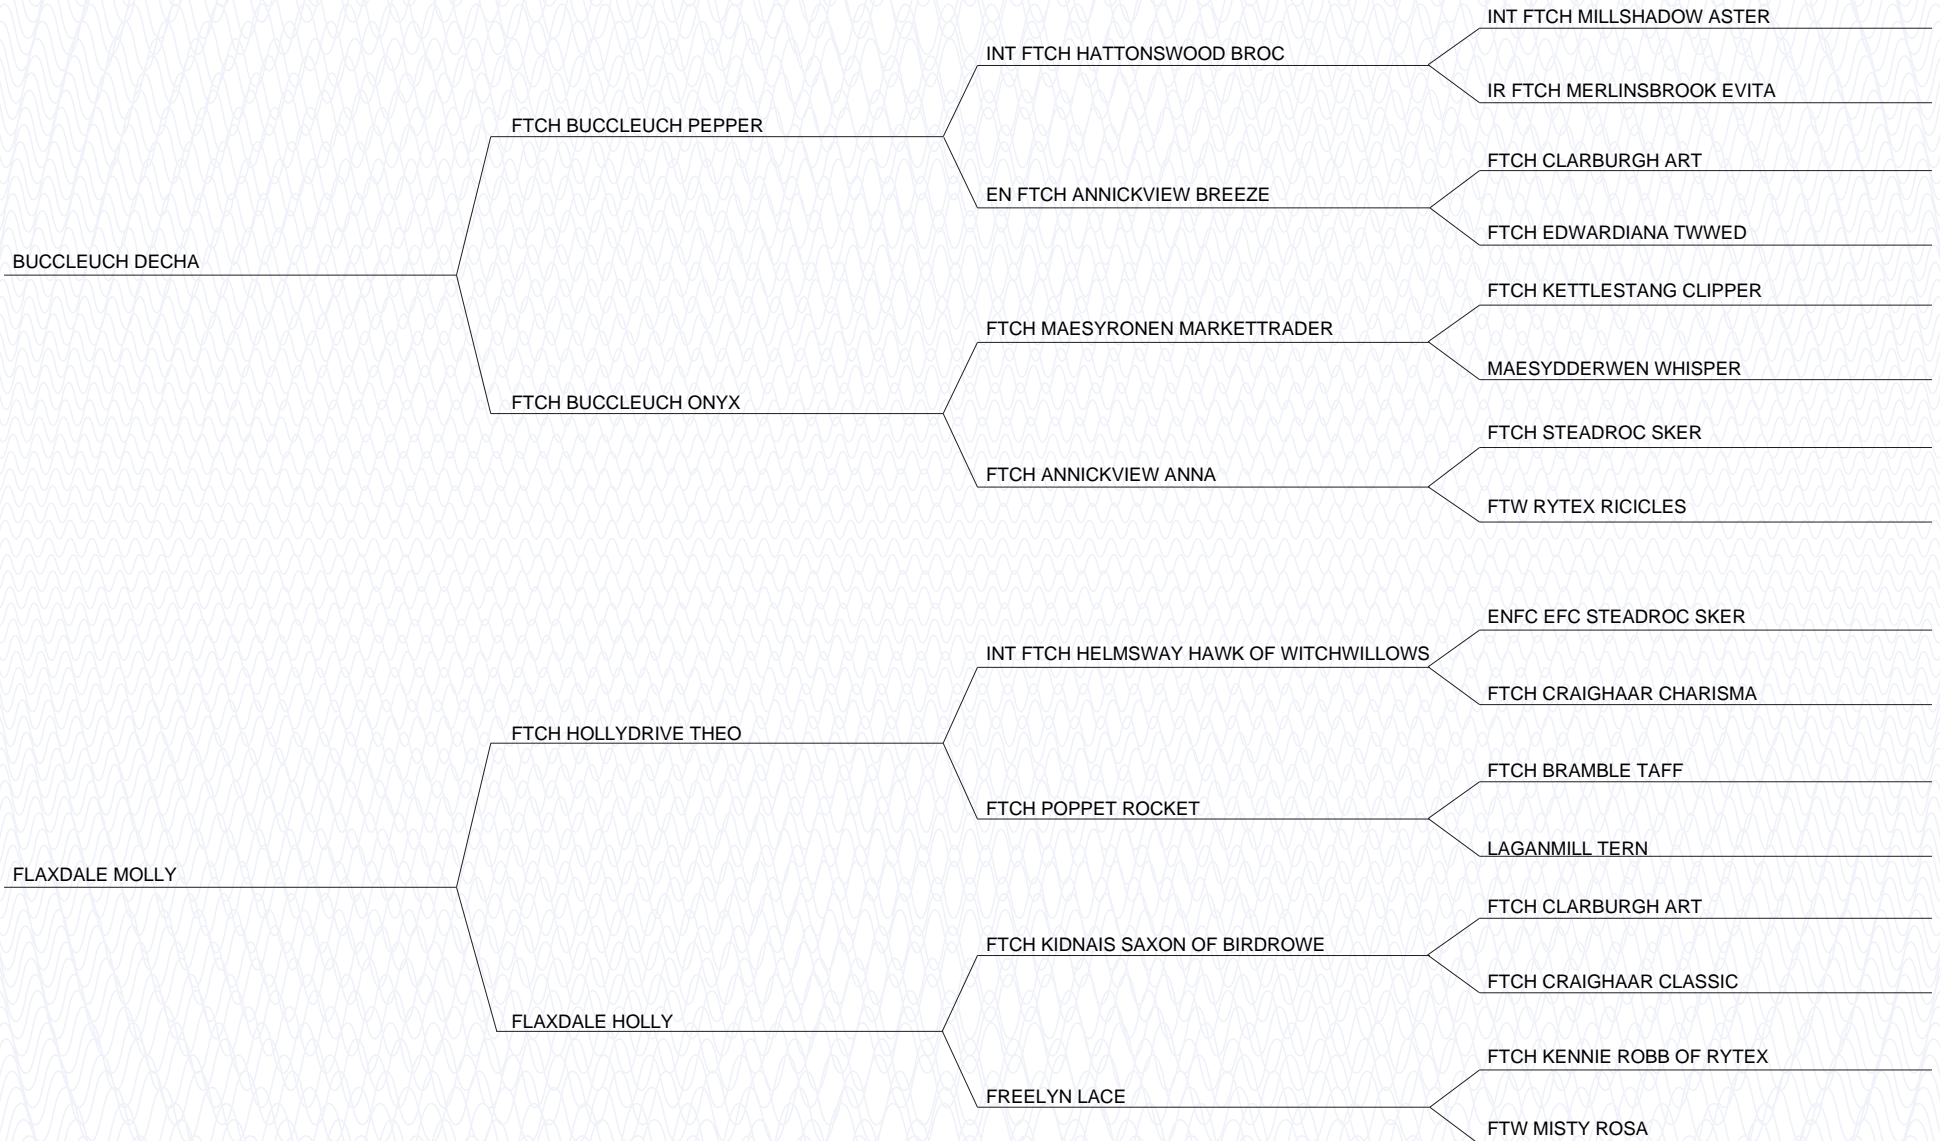 INT FTCH MILLSHADOW ASTER
INT FTCH HATTONSWOOD BROC
IR FTCH MERLINSBROOK EVITA
FTCH BUCCLEUCH PEPPER
FTCH CLARBURGH ART
EN FTCH ANNICKVIEW BREEZE
FTCH EDWARDIANA TWWED
BUCCLEUCH DECHA
FTCH KETTLESTANG CLIPPER
FTCH MAESYRONEN MARKETTRADER
MAESYDDERWEN WHISPER
FTCH BUCCLEUCH ONYX
FTCH STEADROC SKER
FTCH ANNICKVIEW ANNA
FTW RYTEX RICICLES
ENFC EFC STEADROC SKER
INT FTCH HELMSWAY HAWK OF WITCHWILLOWS
FTCH CRAIGHAAR CHARISMA
FTCH HOLLYDRIVE THEO
FTCH BRAMBLE TAFF
FTCH POPPET ROCKET
LAGANMILL TERN
FLAXDALE MOLLY
FTCH CLARBURGH ART
FTCH KIDNAIS SAXON OF BIRDROWE
FTCH CRAIGHAAR CLASSIC
FLAXDALE HOLLY
FTCH KENNIE ROBB OF RYTEX
FREELYN LACE
FTW MISTY ROSA